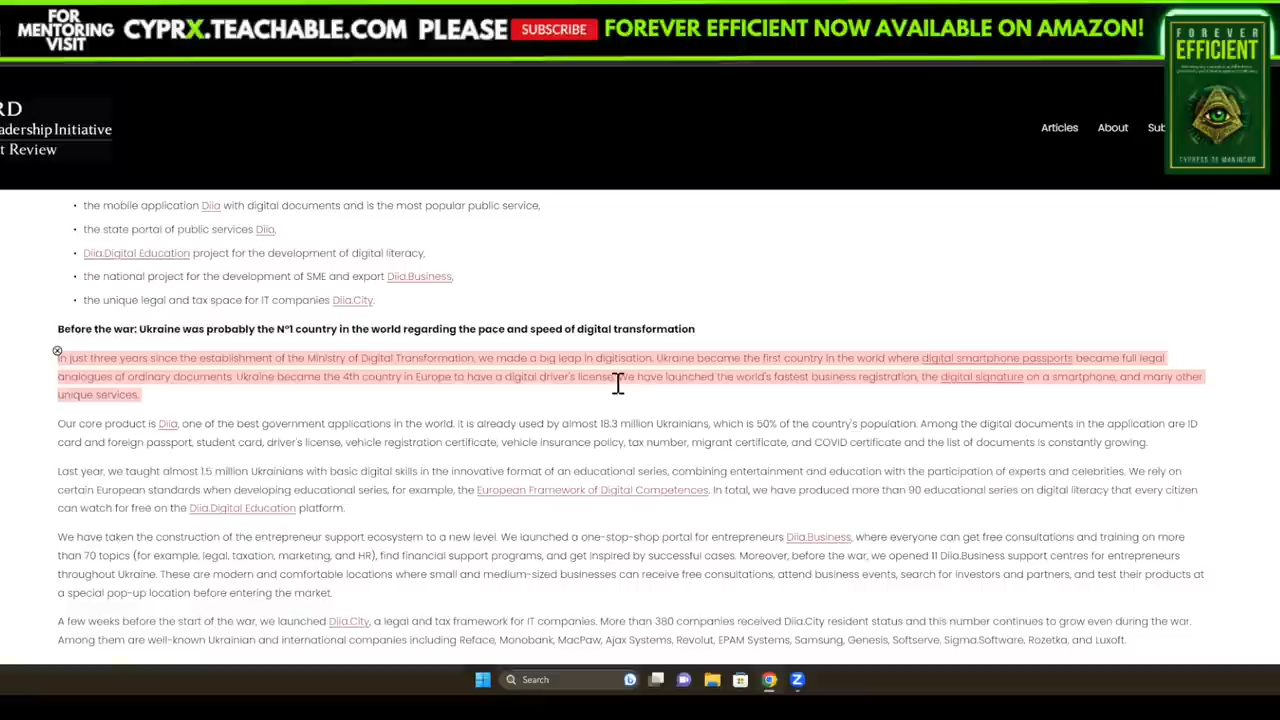 FOR
MENTORING
VISIT
CYPRX.TEACHABLE.COM PLEASE SUBSCRIBE FOREVER EFFICIENT NOW AVAILABLE ON AMAZON!
FOREVER
EFFICIENT
CYPRESS DE MANINCOR
RD
adership Initiative
t Review
Articles About Sub
• the mobile application Diia with digital documents and is the most popular public service,
• the state portal of public services Diia,
• Diia.Digital Education project for the development of digital literacy,
• the national project for the development of SME and export Diia.Business,
• the unique legal and tax space for IT companies Diia.City.
Before the war: Ukraine was probably the N°1 country in the world regarding the pace and speed of digital transformation
In just three years since the establishment of the Ministry of Digital Transformation, we made a big leap in digitisation. Ukraine became the first country in the world where digital smartphone passports became full legal
analogues of ordinary documents. Ukraine became the 4th country in Europe to have a digital driver's license. We have launched the world's fastest business registration, the digital signature on a smartphone, and many other
unique services.
Our core product is Diia, one of the best government applications in the world. It is already used by almost 18.3 million Ukrainians, which is 50% of the country's population. Among the digital documents in the application are ID
card and foreign passport, student card, driver's license, vehicle registration certificate, vehicle insurance policy, tax number, migrant certificate, and COVID certificate and the list of documents is constantly growing.
Last year, we taught almost 1.5 million Ukrainians with basic digital skills in the innovative format of an educational series, combining entertainment and education with the participation of experts and celebrities. We rely on
certain European standards when developing educational series, for example, the European Framework of Digital Competences. In total, we have produced more than 90 educational series on digital literacy that every citizen
can watch for free on the Diia.Digital Education platform.
We have taken the construction of the entrepreneur support ecosystem to a new level. We launched a one-stop-shop portal for entrepreneurs Diia.Business, where everyone can get free consultations and training on more
than 70 topics (for example, legal, taxation, marketing, and HR), find financial support programs, and get inspired by successful cases. Moreover, before the war, we opened 11 Diia.Business support centres for entrepreneurs
throughout Ukraine. These are modern and comfortable locations where small and medium-sized businesses can receive free consultations, attend business events, search for investors and partners, and test their products at
a special pop-up location before entering the market.
A few weeks before the start of the war, we launched Diia.City, a legal and tax framework for IT companies. More than 380 companies received Diia.City resident status and this number continues to grow even during the war.
Among them are well-known Ukrainian and international companies including Reface, Monobank, MacPaw, Ajax Systems, Revolut, EPAM Systems, Samsung, Genesis, Softserve, Sigma Software, Rozetka, and Luxoft.
Search